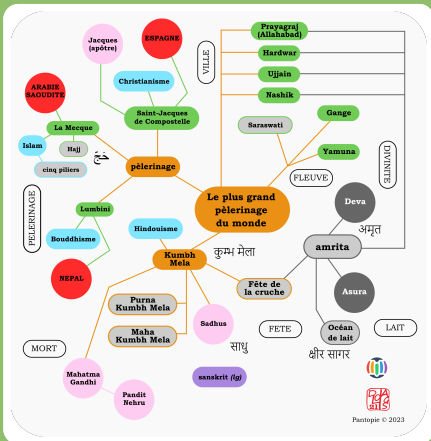 Jacques
(apôtre)
ESPAGNE
Christianisme
Saint-Jacques
de Compostelle
VILLE
Prayagraj
(Allahabad)
Hardwar
Ujjain
Nashik
ARABIE
SAOUDITE
La Mecque
Islam
Hajj
cinq piliers
حَجّ
pèlerinage
Saraswati
Gange
Yamuna
FLEUVE
DIVINITE
PELERINAGE
Lumbini
Bouddhisme
NEPAL
Le plus grand
pèlerinage
du monde
कुम्भ मेला
Hindouisme
Kumbh
Mela
Deva
अमृत
amrita
Asura
Fête de
la cruche
Purna
Kumbh Mela
Maha
Kumbh Mela
Sadhus
साधु
FETE
Océan
de lait
क्षीर सागर
LAIT
MORT
Mahatma
Gandhi
Pandit
Nehru
sanskrit (lg)
Pantopie © 2023